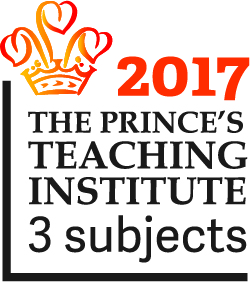 2017
THE PRINCE'S
TEACHING
INSTITUTE
3 subjects